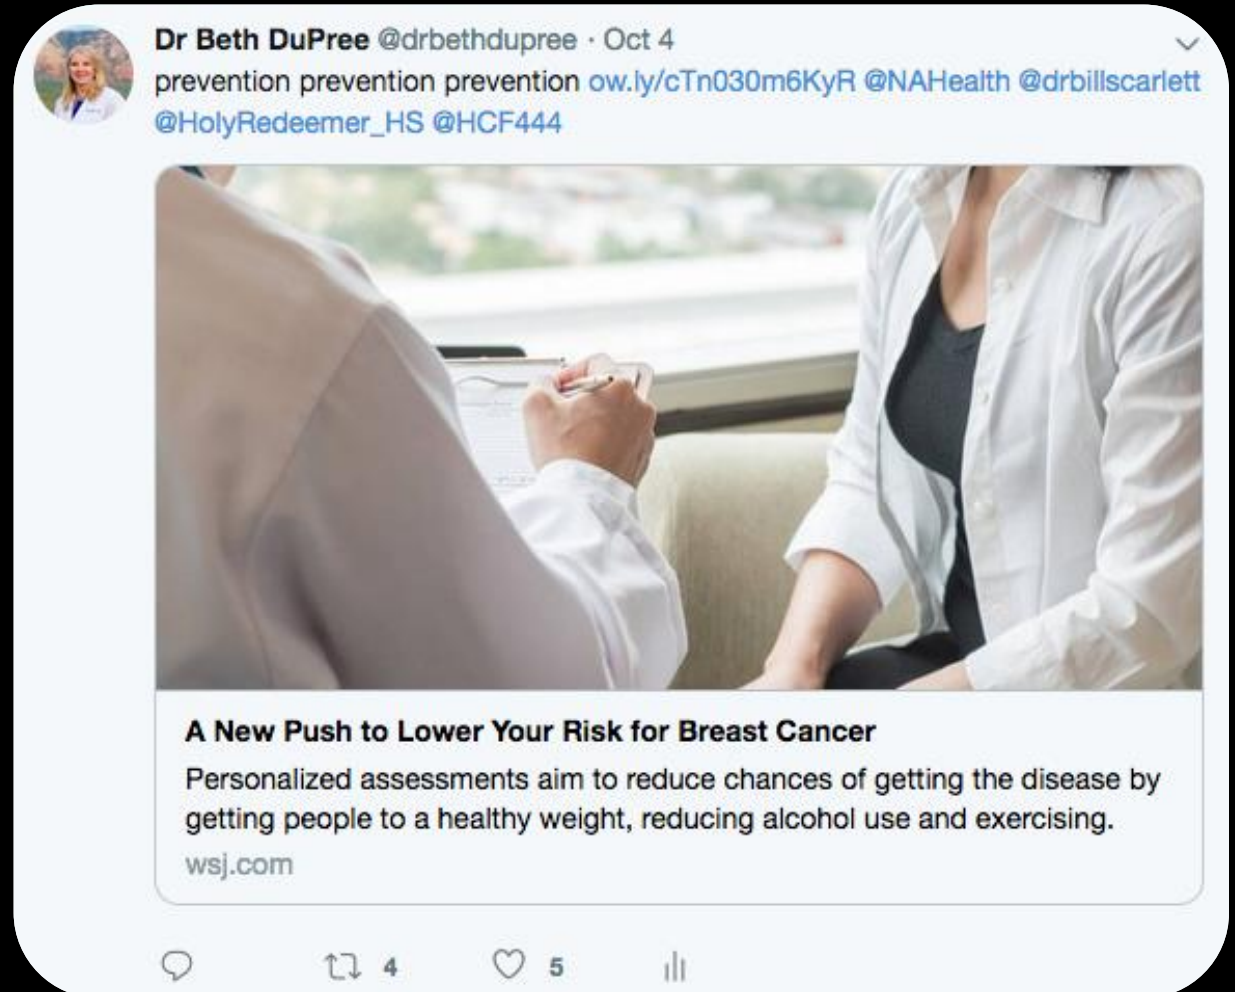 Dr Beth DuPree @drbethdupree · Oct 4
prevention prevention prevention ow.ly/cTn030m6KyR @NAHealth @drbillscarlett
@HolyRedeemer_HS @HCF444
A New Push to Lower Your Risk for Breast Cancer
Personalized assessments aim to reduce chances of getting the disease by
getting people to a healthy weight, reducing alcohol use and exercising.
wsj.com
4 5